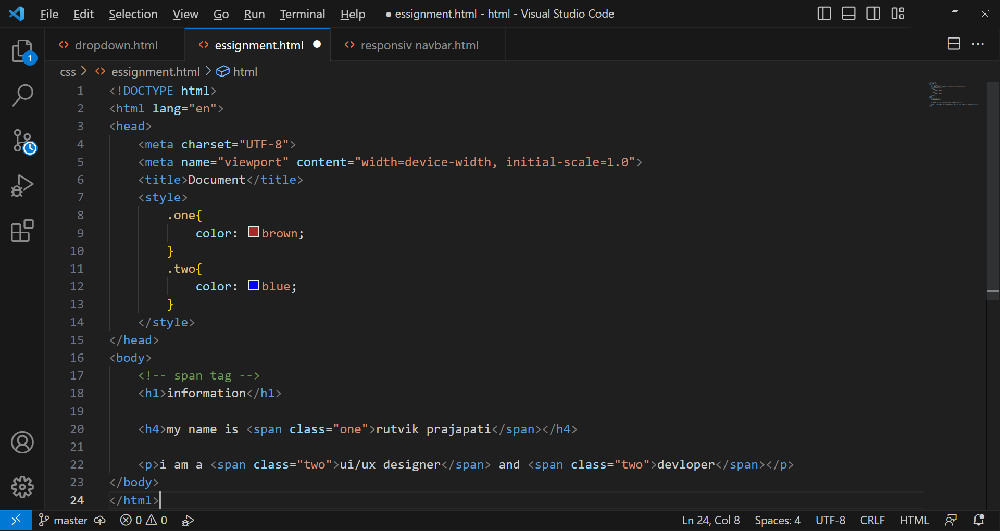 File Edit Selection View Go Run Terminal Help ● essignment.html - html - Visual Studio Code
dropdown.html essignment.html responsiv navbar.html
1
css > essignment.html > html
1 <!DOCTYPE html>
2 <html lang="en">
3 <head>
4 <meta charset="UTF-8">
5 <meta name="viewport" content="width=device-width, initial-scale=1.0">
6 <title>Document</title>
7 <style>
8 .one{
9 color: brown;
10 }
11 .two{
12 color: blue;
13 }
14 </style>
15 </head>
16 <body>
17 <!-- span tag -->
18 <h1>information</h1>
19
20 <h4>my name is <span class="one">rutvik prajapati</span></h4>
21
22 <p>i am a <span class="two">ui/ux designer</span> and <span class="two">devloper</span></p>
23 </body>
24 </html>
master 0 0 Ln 24, Col 8 Spaces: 4 UTF-8 CRLF HTML